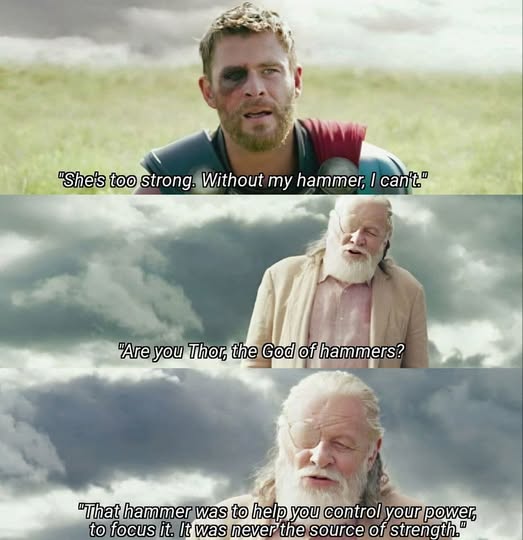 "She's too strong. Without my hammer, I can't."
"Are you Thor, the God of hammers?
"That hammer was to help you control your power,
to focus it. It was never the source of strength."